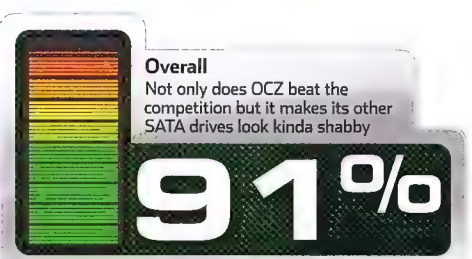 Overall
Not only does OCZ beat the
competition but it makes its other
SATA drives look kinda shabby
91%